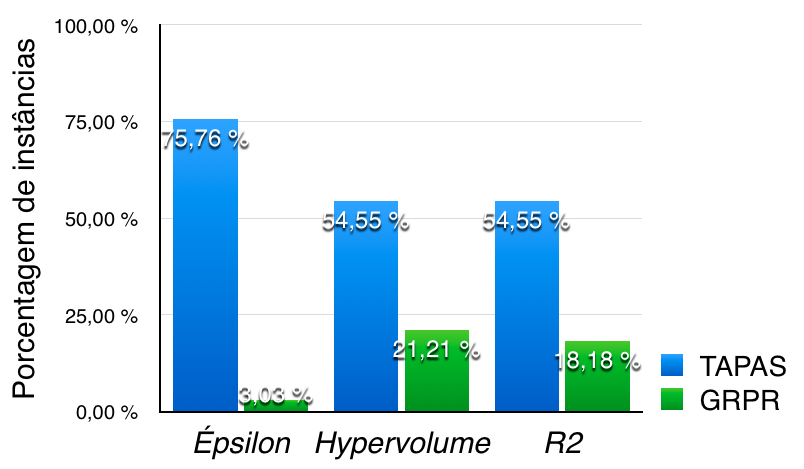 Porcentagem de instâncias
100,00 %
75,00 %
50,00 %
25,00 %
0,00 %
75,76 %
3,03 %
54,55 %
21,21 %
54,55 %
18,18 %
Épsilon
Hypervolume
R2
TAPAS
GRPR